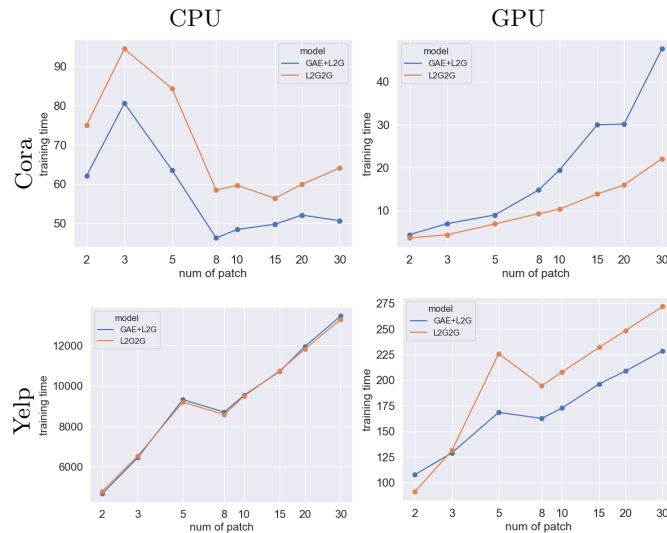 CPU
GPU
Cora
training time
90
80
70
60
50
model
GAE+L2G
L2G2G
2
3
5
8
10
15
20
30
num of patch
training time
40
30
20
10
model
GAE+L2G
L2G2G
2
3
5
8
10
15
20
30
num of patch
Yelp
training time
12000
10000
8000
6000
model
GAE+L2G
L2G2G
2
3
5
8
10
15
20
30
num of patch
training time
275
250
225
200
175
150
125
100
model
GAE+L2G
L2G2G
2
3
5
8
10
15
20
30
num of patch